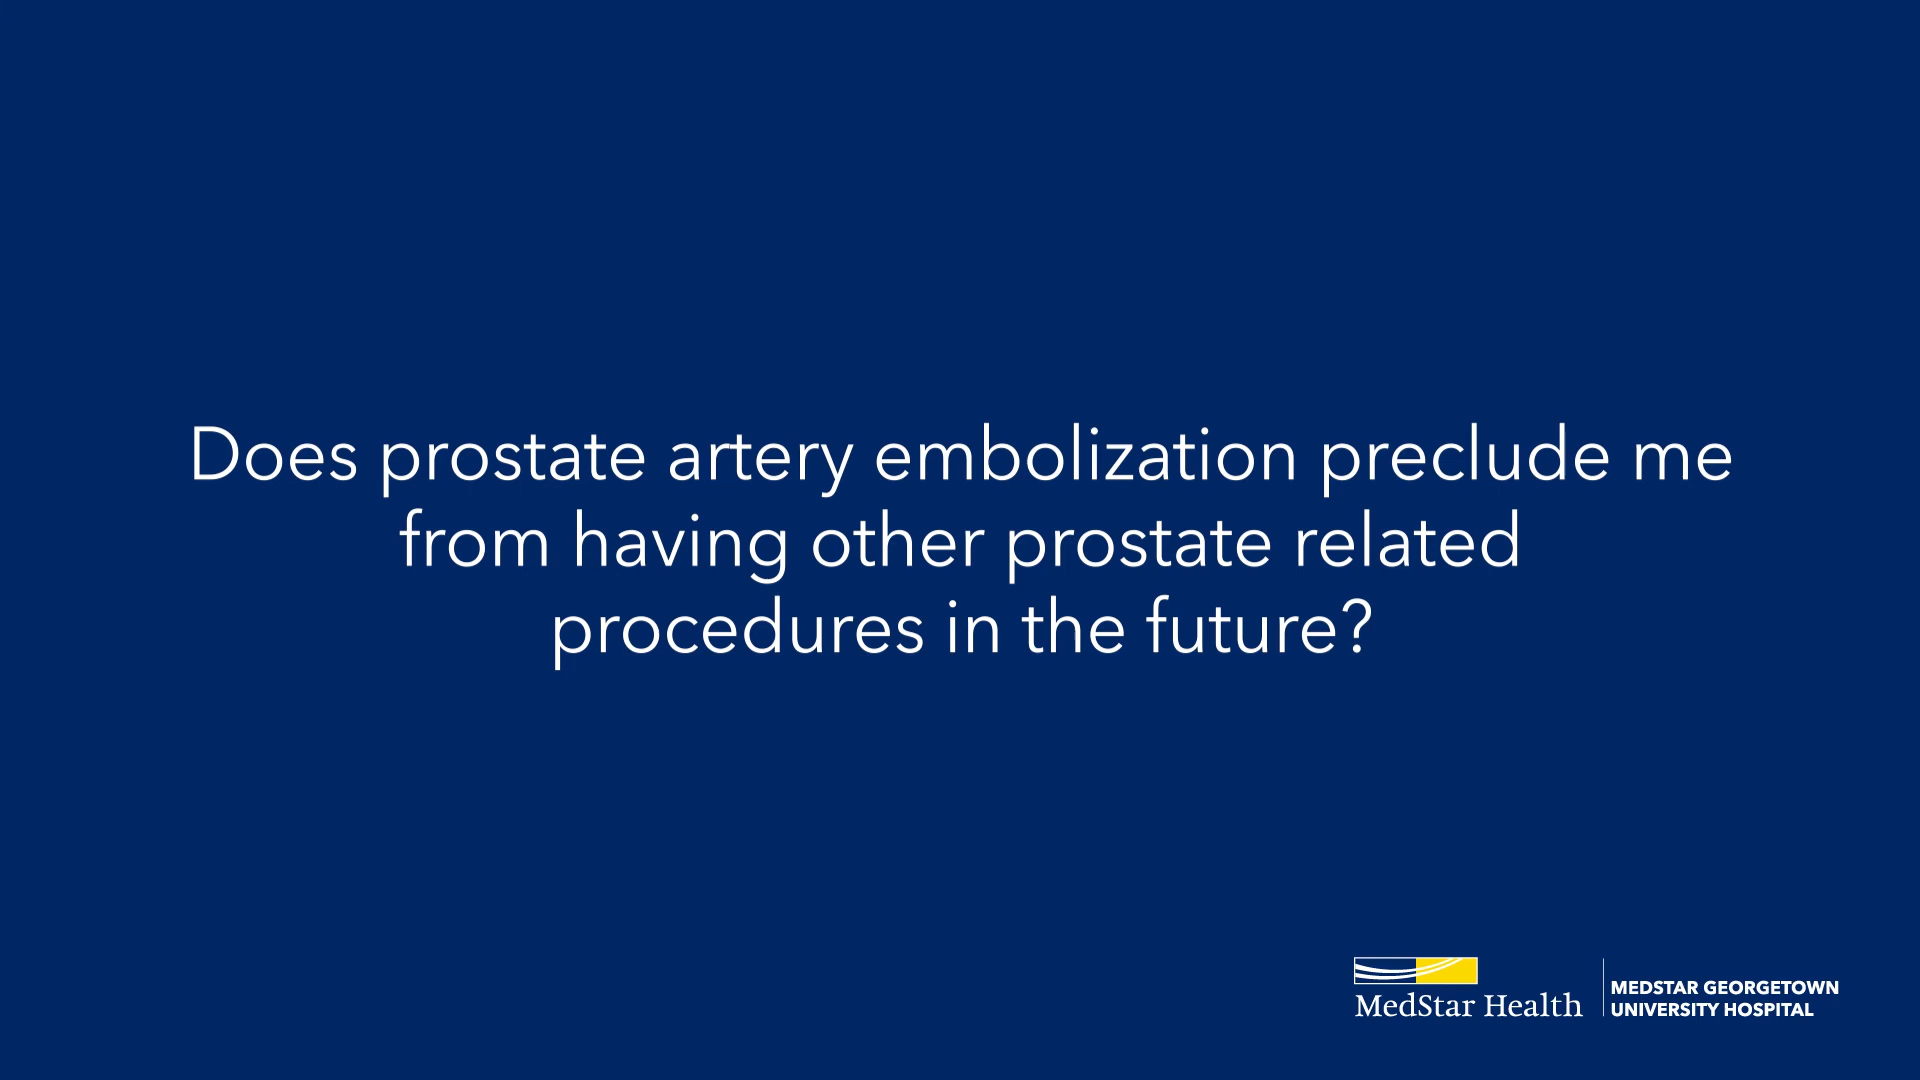 Does prostate artery embolization preclude me
from having other prostate related
procedures in the future?
MedStar Health
MEDSTAR GEORGETOWN
UNIVERSITY HOSPITAL